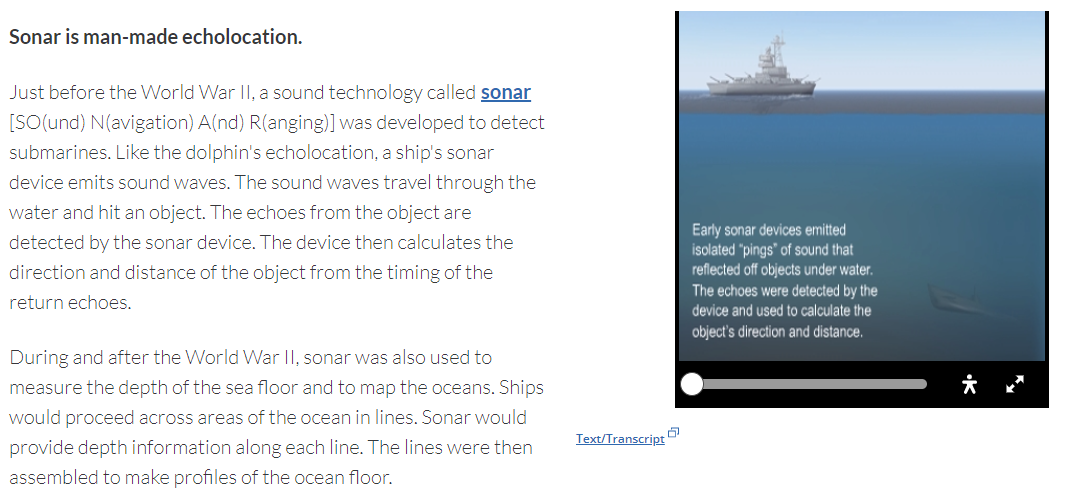 Sonar is man-made echolocation.
Just before the World War II, a sound technology called sonar
[SO(und) N(avigation) A(nd) R(anging)] was developed to detect
submarines. Like the dolphin's echolocation, a ship's sonar
device emits sound waves. The sound waves travel through the
water and hit an object. The echoes from the object are
detected by the sonar device. The device then calculates the
direction and distance of the object from the timing of the
return echoes.
During and after the World War II, sonar was also used to
measure the depth of the sea floor and to map the oceans. Ships
would proceed across areas of the ocean in lines. Sonar would
provide depth information along each line. The lines were then
assembled to make profiles of the ocean floor.
Early sonar devices emitted
isolated "pings" of sound that
reflected off objects under water.
The echoes were detected by the
device and used to calculate the
object's direction and distance.
Text/Transcript